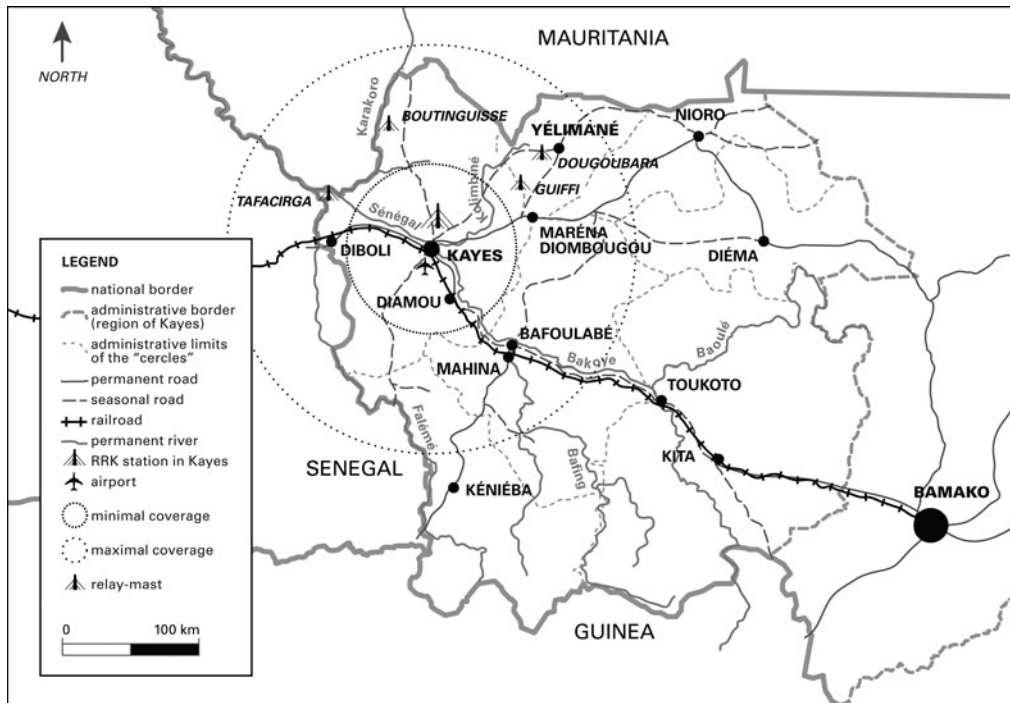 MAURITANIA
NORTH
Karakoro
BOUTINGUISSE
YÉLIMANÉ
NIORO
DOUGOUBARA
Kolimbiné
GUIFFI
TAFACIRGA
Sénégal
MARÉNA
DIOMBOUGOU
DIBOLI
KAYES
DIÉMA
DIAMOU
BAFOULABÉ
MAHINA
Bakoye
Baoulé
TOUKOTO
Falémé
SENEGAL
KITA
Bafing
KÉNIÉBA
BAMAKO
GUINEA
LEGEND
national border
administrative border
(region of Kayes)
administrative limits
of the "cercles"
permanent road
seasonal road
railroad
permanent river
RRK station in Kayes
airport
minimal coverage
maximal coverage
relay-mast
0 100 km